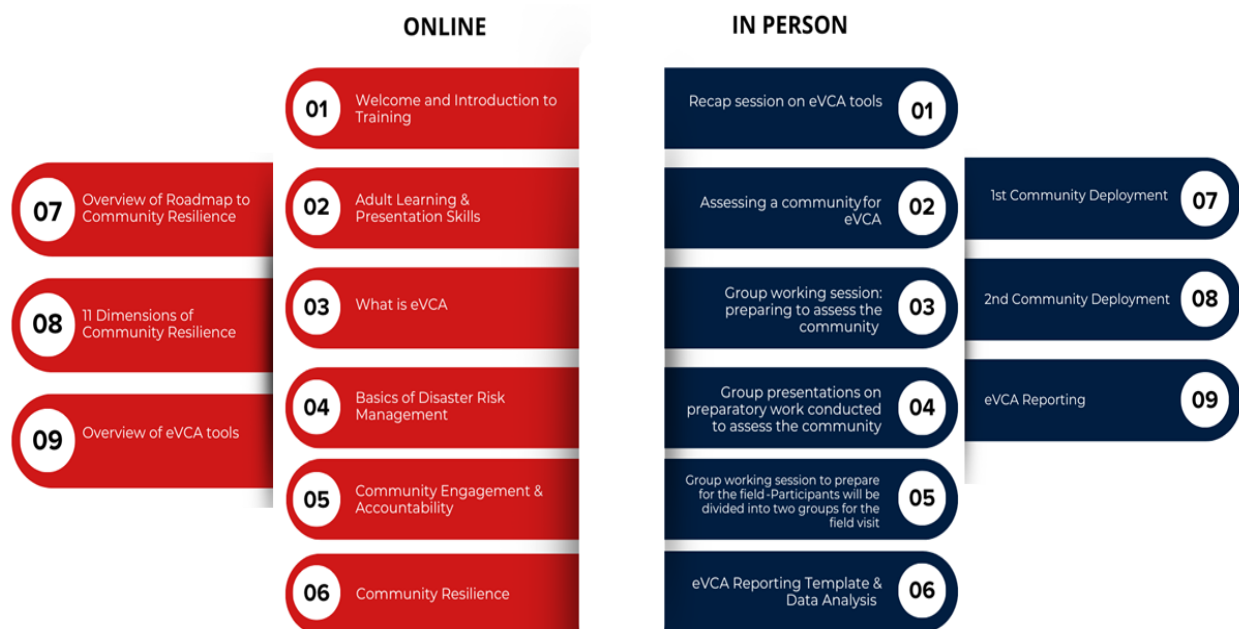 ONLINE
01
Welcome and Introduction to
Training
02
Adult Learning &
Presentation Skills
03
What is eVCA
04
Basics of Disaster Risk
Management
05
Community Engagement &
Accountability
06
Community Resilience
07
Overview of Roadmap to
Community Resilience
08
11 Dimensions of
Community Resilience
09
Overview of eVCA tools
IN PERSON
Recap session on eVCA tools
01
Assessing a community for
eVCA
02
Group working session:
preparing to assess the
community
03
Group presentations on
preparatory work conducted
to assess the community
04
Group working session to prepare
for the field-Participants will be
divided into two groups for the
field visit
05
eVCA Reporting Template &
Data Analysis
06
1st Community Deployment
07
2nd Community Deployment
08
eVCA Reporting
09